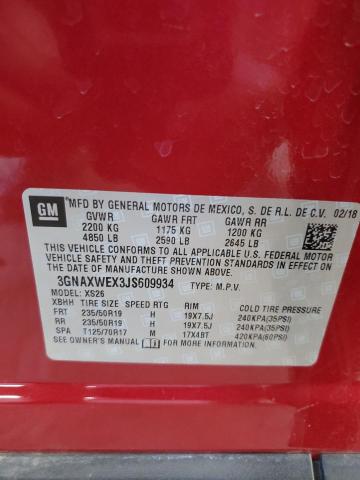 GM
MFD BY GENERAL MOTORS DE MEXICO, S. DE R.L. DE C.V. 02/18
GVWR GAWR FRT GAWR RR
2200 KG 1175 KG 1200 KG
4850 LB 2590 LB 2645 LB
THIS VEHICLE CONFORMS TO ALL APPLICABLE U.S. FEDERAL MOTOR
VEHICLE SAFETY AND THEFT PREVENTION STANDARDS IN EFFECT ON
THE DATE OF MANUFACTURE SHOWN ABOVE.
3GNAXWEX3JS609934 TYPE: M.P.V.
MODEL: XS26
XBHH TIRE SIZE SPEED RTG RIM COLD TIRE PRESSURE
FRT 235/50R19 H 19X7.5J 240KPA(35PSI)
RR 235/50R19 H 19X7.5J 240KPA(35PSI)
SPA T125/70R17 M 17X4BT 420KPA(60PSI)
SEE OWNER'S MANUAL FOR ADDITIONAL INFORMATION